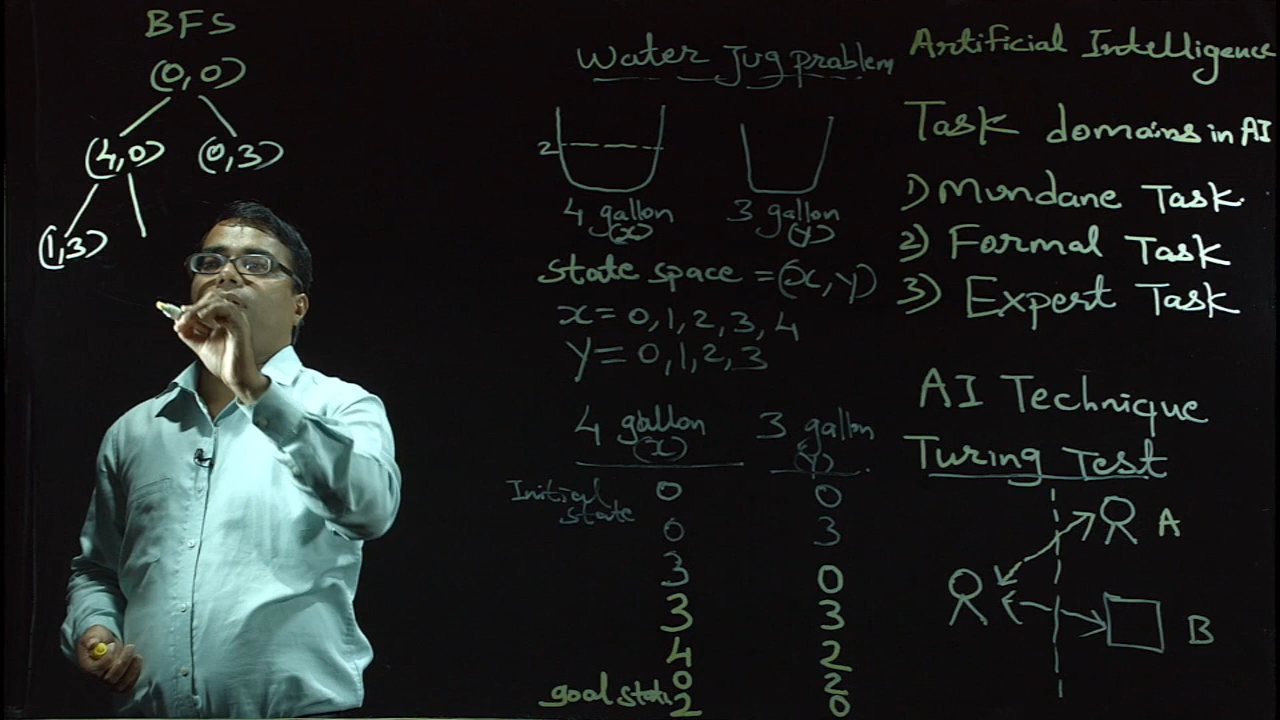 BFS
(0,0)
(4,0) (0,3)
(1,3)
Water Jug problem
2
4 gallon 3 gallon
(x) (y)
State space = (x, y)
x = 0, 1, 2, 3, 4
y = 0, 1, 2, 3
4 gallon 3 gallon
(x) (y)
Initial state 0 0
0 3
3 0
3 3
4 2
0 2
goal state 2 0
Artificial Intelligence
Task domains in AI
1) Mundane Task.
2) Formal Task
3) Expert Task
AI Technique
Turing Test
A
B